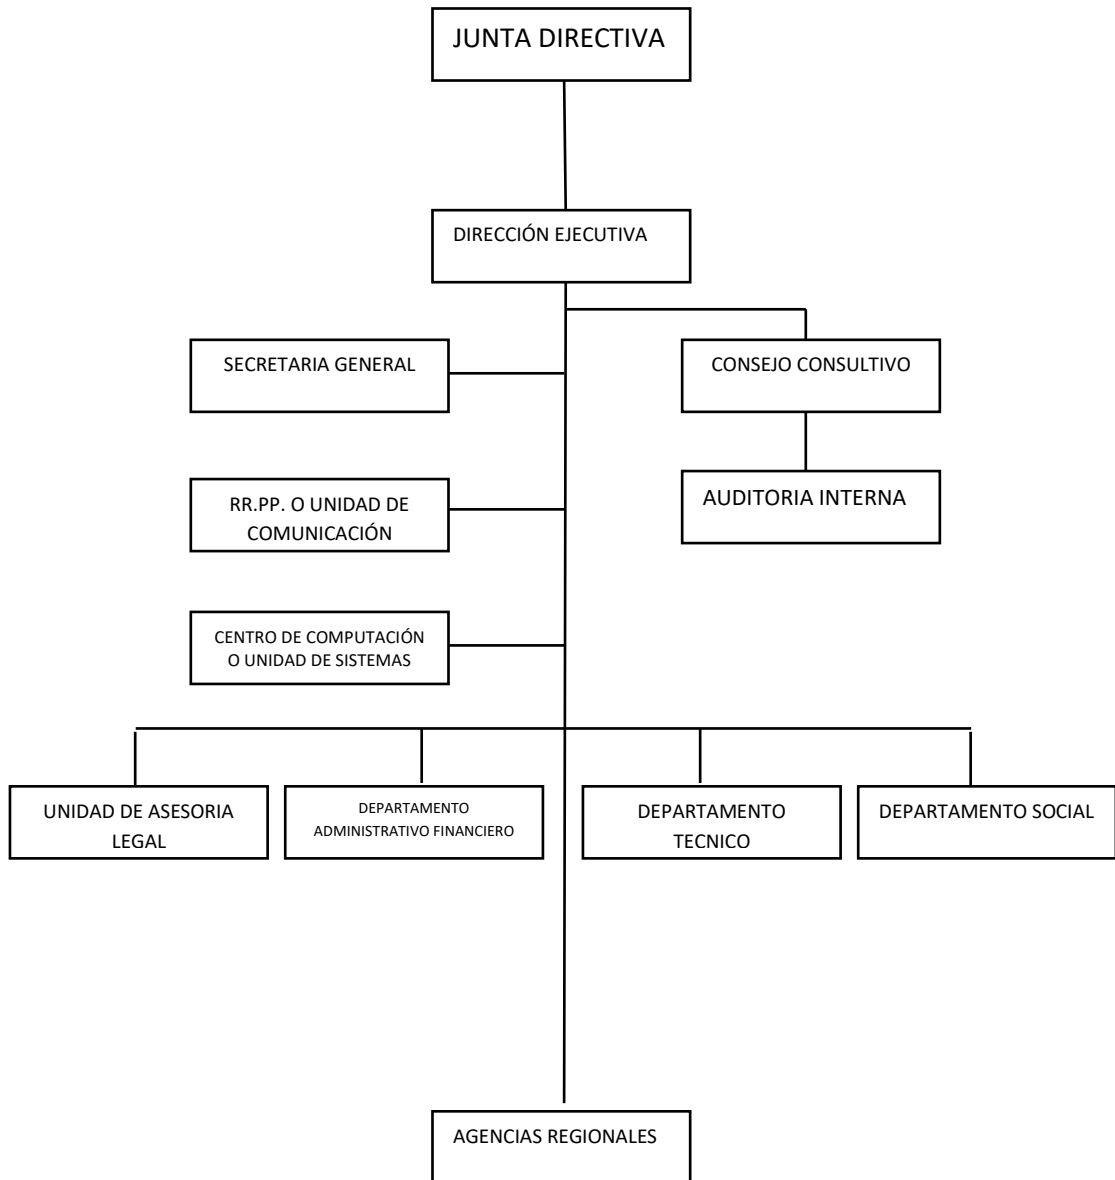 JUNTA DIRECTIVA
DIRECCIÓN EJECUTIVA
SECRETARIA GENERAL
CONSEJO CONSULTIVO
RR.PP. O UNIDAD DE
COMUNICACIÓN
AUDITORIA INTERNA
CENTRO DE COMPUTACIÓN
O UNIDAD DE SISTEMAS
UNIDAD DE ASESORIA
LEGAL
DEPARTAMENTO
ADMINISTRATIVO FINANCIERO
DEPARTAMENTO
TECNICO
DEPARTAMENTO SOCIAL
AGENCIAS REGIONALES